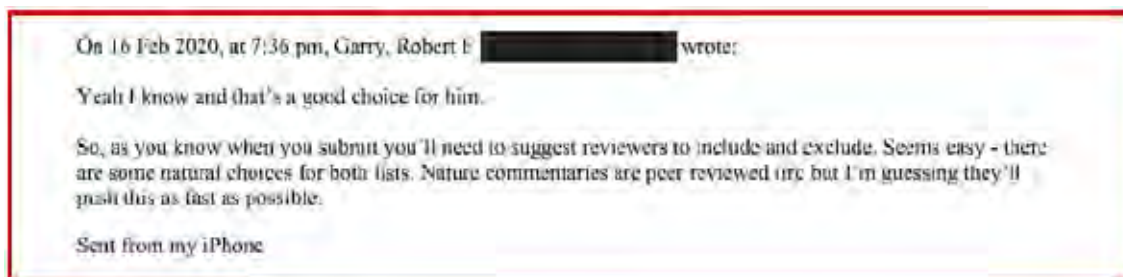 On 16 Feb 2020, at 7:36 pm, Garry, Robert F wrote:
Yeah I know and that's a good choice for him.
So, as you know when you submit you'll need to suggest reviewers to include and exclude. Seems easy - there
are some natural choices for both lists. Nature commentaries are peer reviewed irc but I'm guessing they'll
push this as fast as possible.
Sent from my iPhone